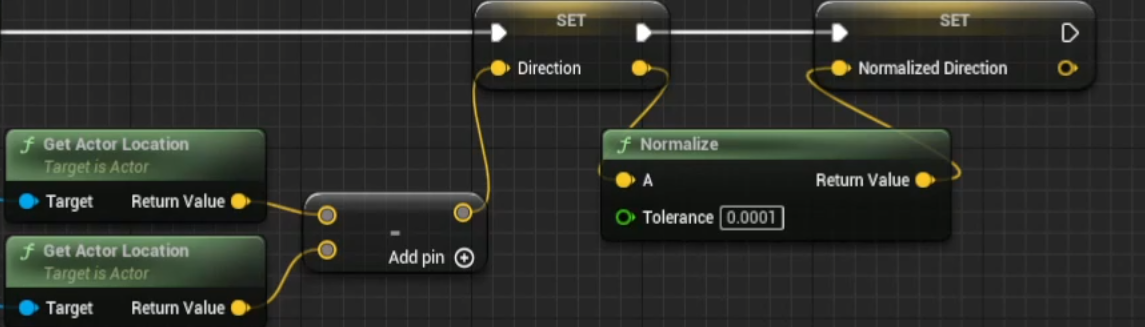 SET
SET
Direction
Normalized Direction
f Get Actor Location
Target is Actor
Target Return Value
f Normalize
A Return Value
Tolerance 0.0001
-
Add pin
f Get Actor Location
Target is Actor
Target Return Value